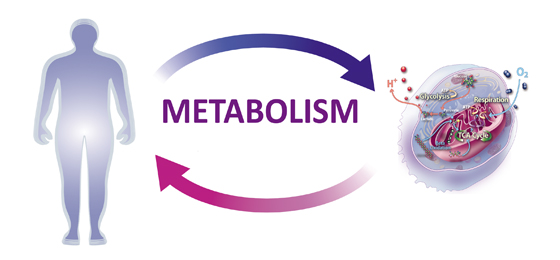 METABOLISM
H+
O2
Glycolysis
Respiration
TCA Cycle